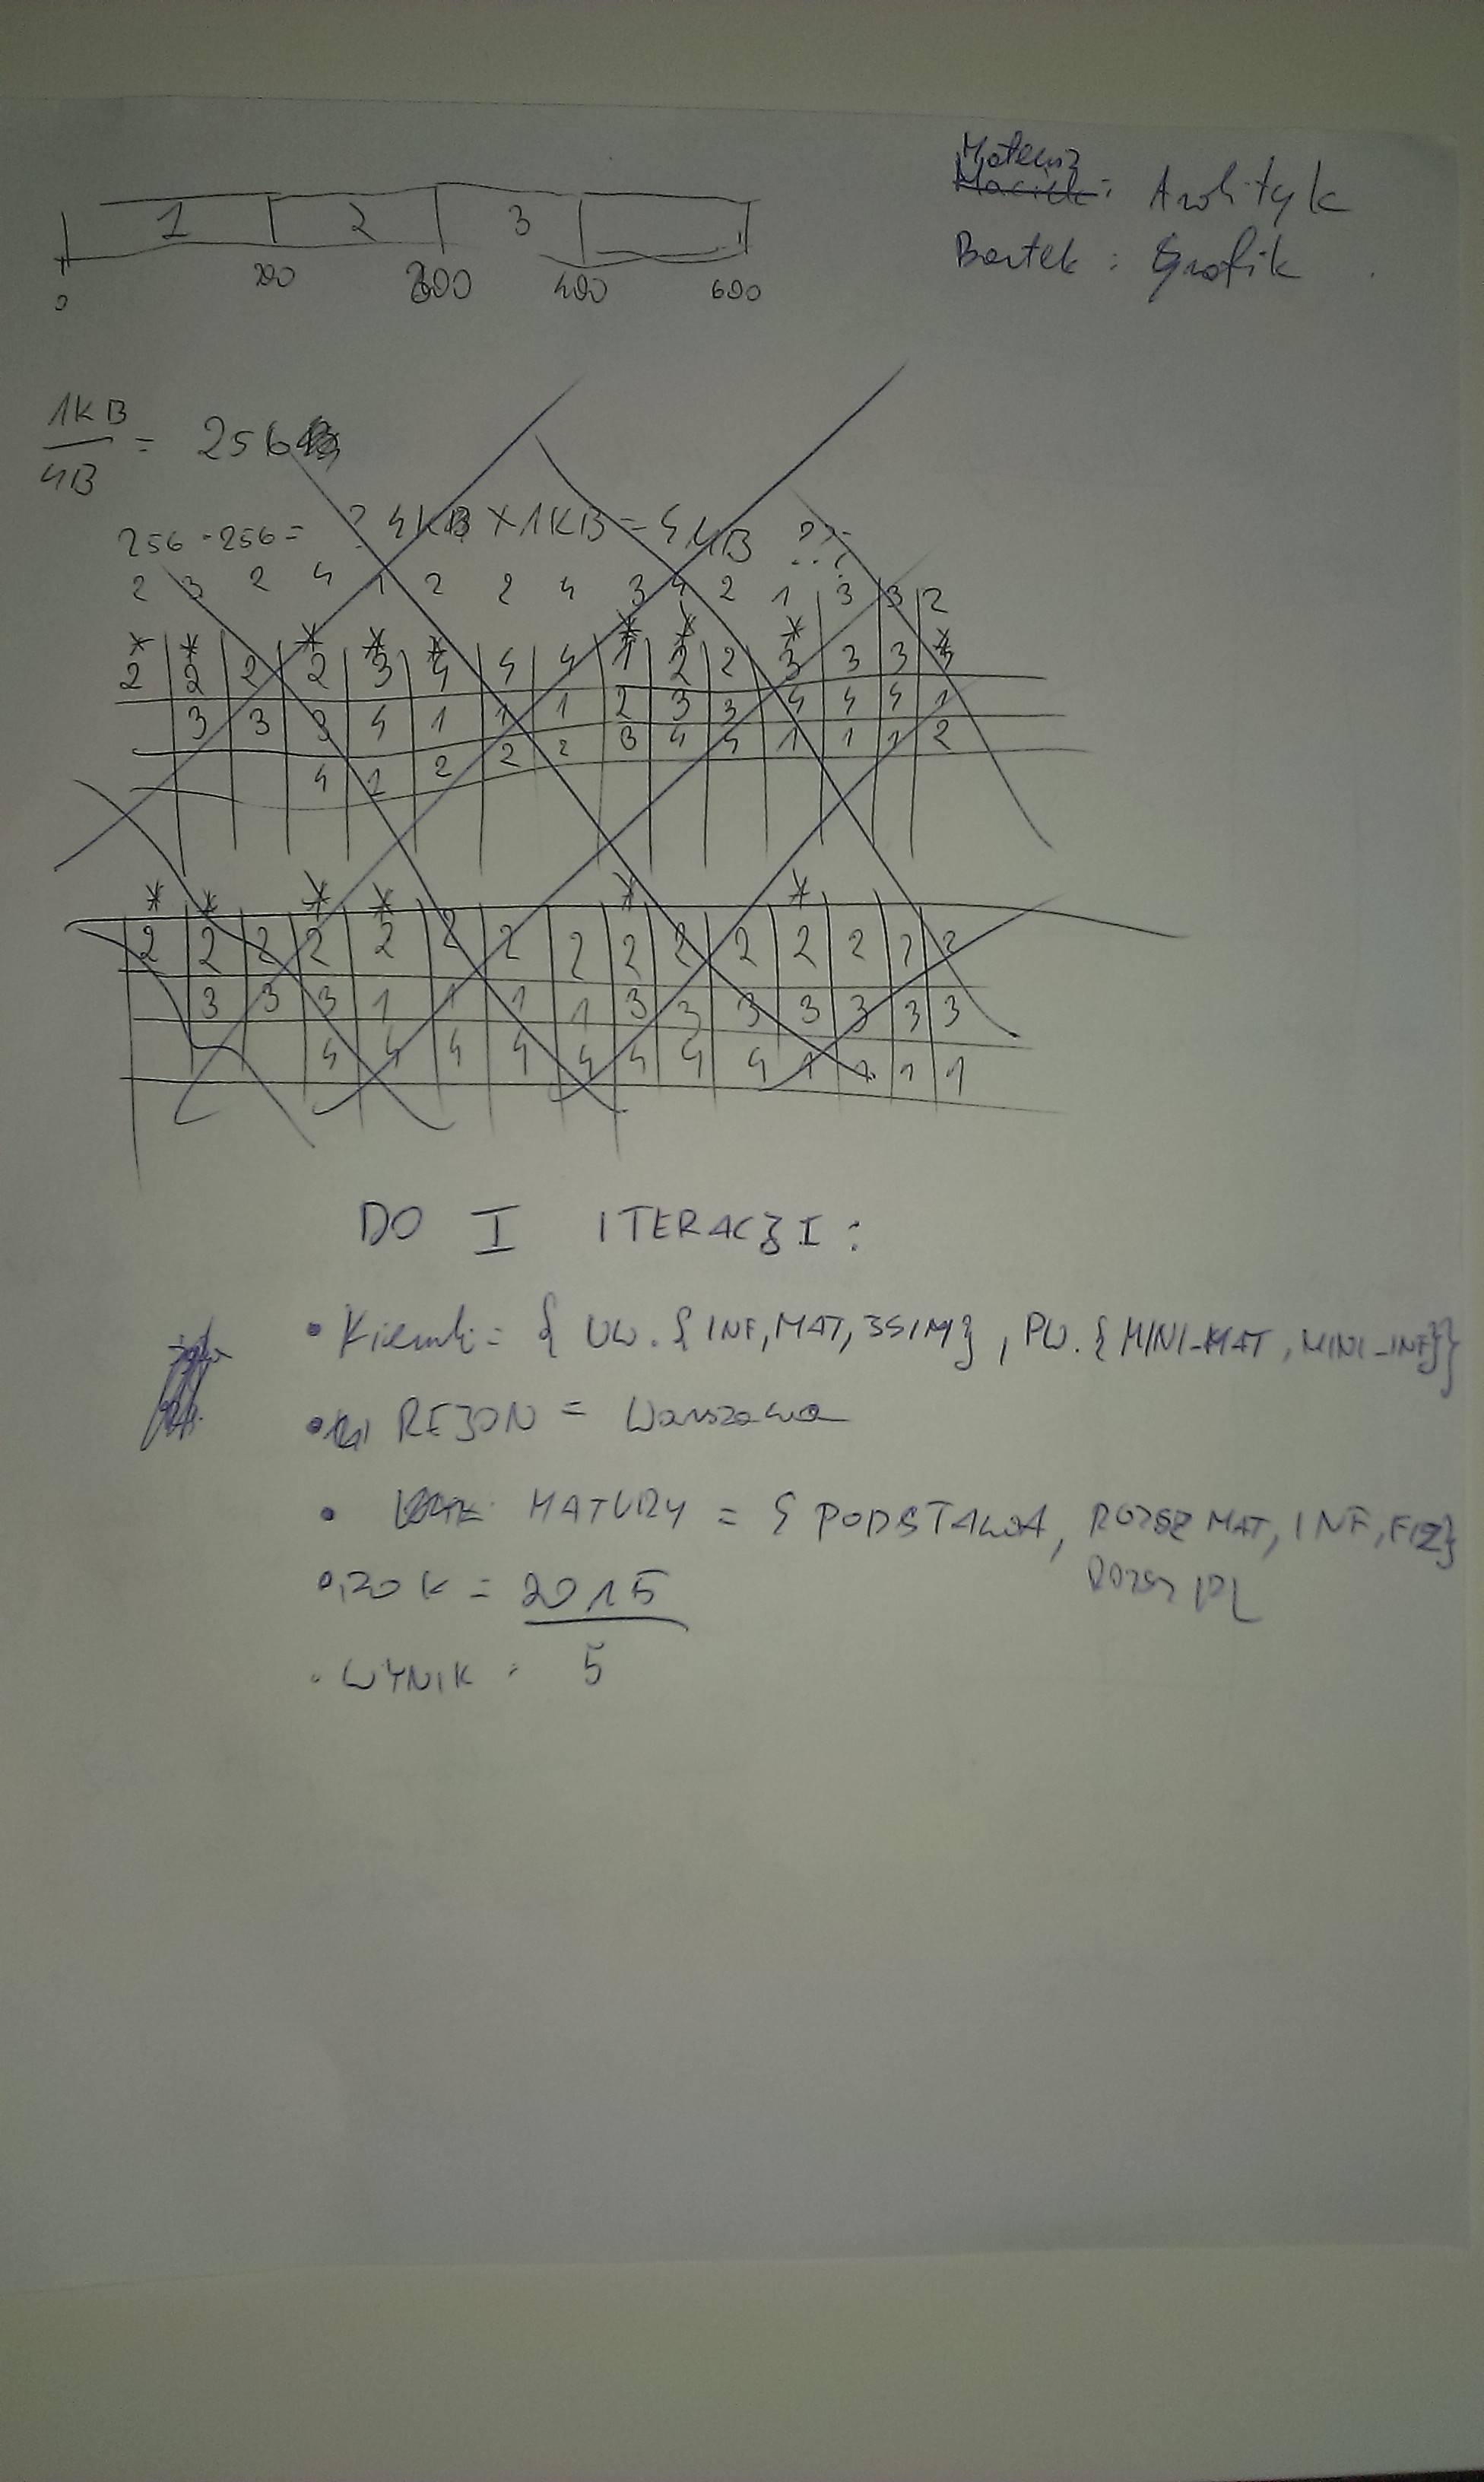 1 2 3
0 200 300 400 600
Mateusz
Maciek: Analityk
Bartek: Grafik
1KB
4B
= 256
256 · 256 = ? 4KB × 1KB = 4MB ???
2 3 2 4 1 2 2 4 3 4 2 1 3 3 2
* * * * * * * * *
2 2 2 2 3 4 4 4 1 2 2 3 3 3
3 3 3 4 1 1 1 2 3 3 4 4 4 1
4 1 2 2 2 3 4 4 1 1 1 2
* * * * * *
2 2 2 2 2 2 2 2 2 2 2 2 2 2 2
3 3 3 1 1 1 1 3 3 3 3 3 3 3
4 4 4 4 4 4 4 4 1 1 1 1
DO I ITERACJI:
• Kierunki = { UW. {INF, MAT, JSIM}, PW. {MINI-MAT, MINI-INF}}
• REJON = Warszawa
• MATURY = { PODSTAWA, ROZSZ MAT, INF, FIZ}
ROZSZ PL
• ROK = 2015
• WYNIK · 5